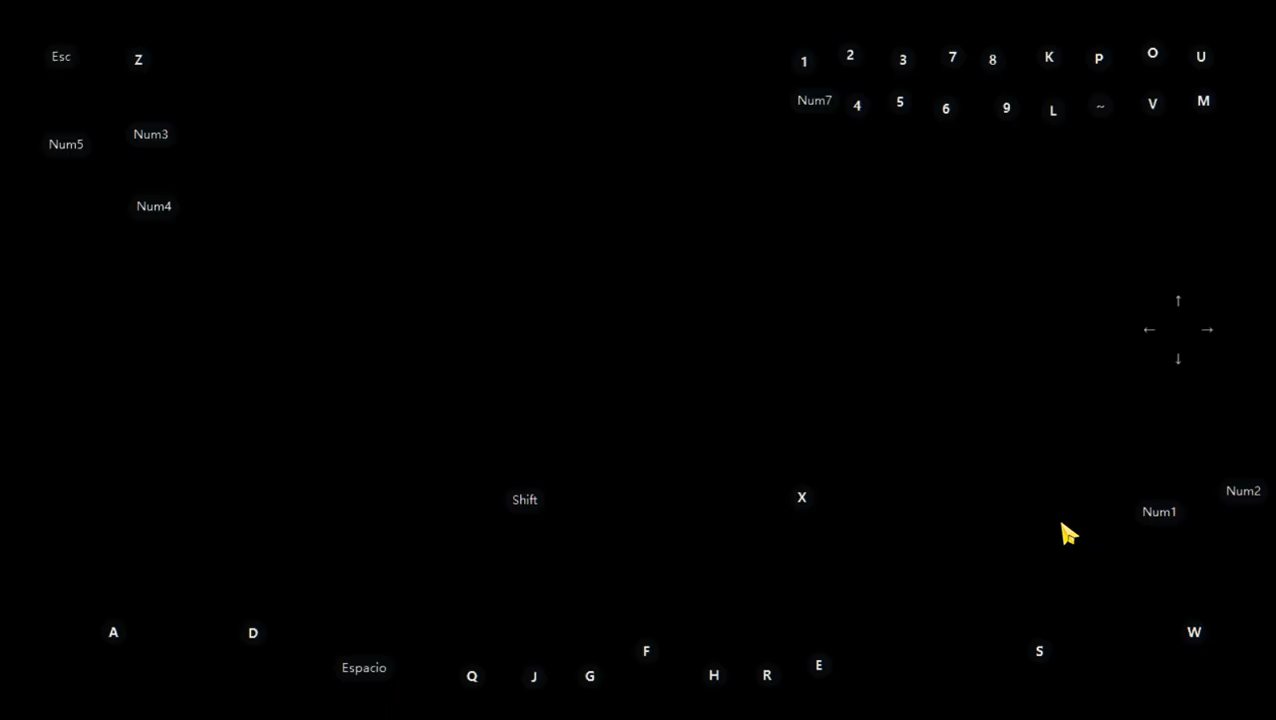 Esc Z 1 2 3 7 8 K P O U
Num7 4 5 6 9 L ~ V M
Num5 Num3
Num4
↑
← →
↓
Shift X Num1 Num2
A D F S W
Espacio Q J G H R E